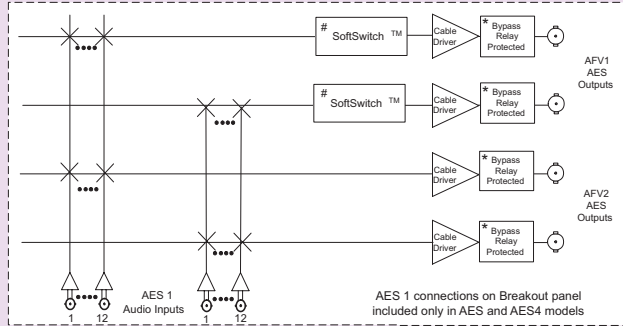 # SoftSwitch TM
Cable Driver
* Bypass Relay Protected
AFV1 AES Outputs
# SoftSwitch TM
Cable Driver
* Bypass Relay Protected
Cable Driver
* Bypass Relay Protected
AFV2 AES Outputs
Cable Driver
* Bypass Relay Protected
AES 1
Audio Inputs
1 12 1 12
AES 1 connections on Breakout panel
included only in AES and AES4 models